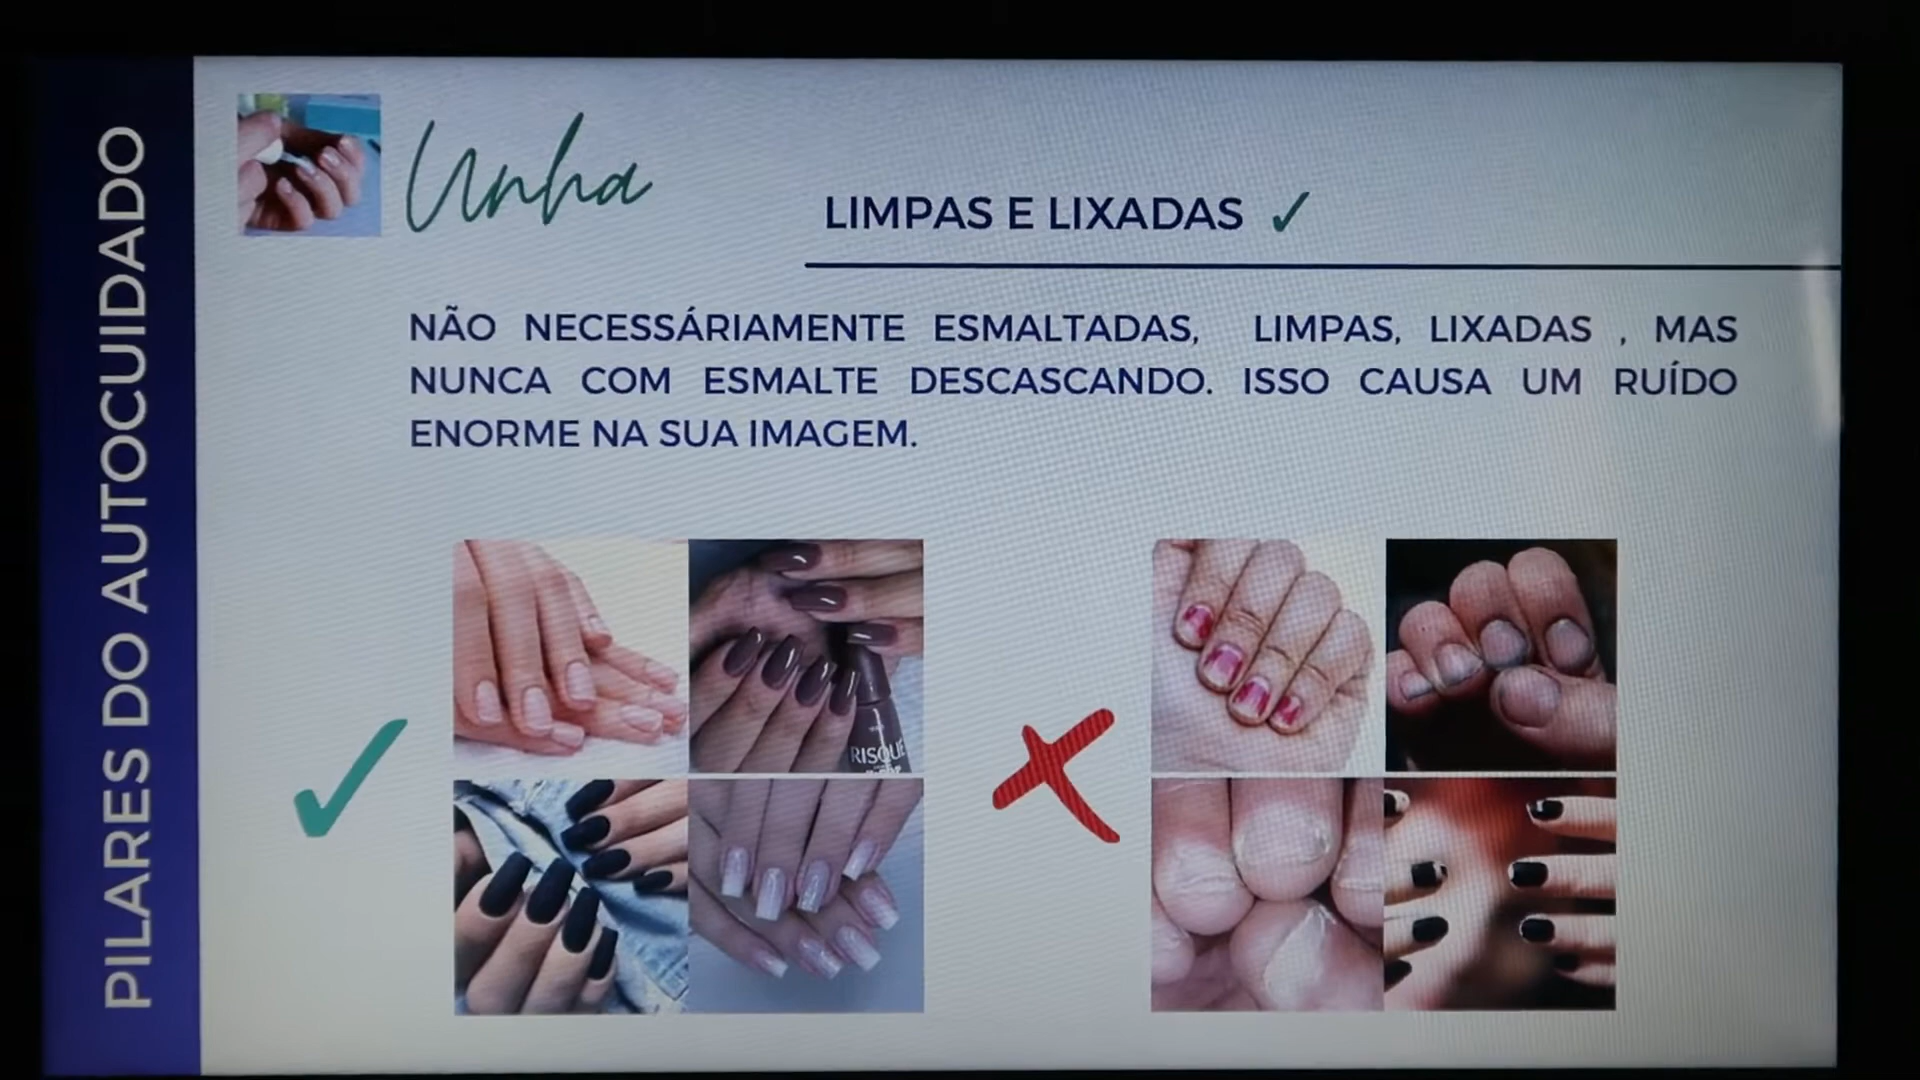 PILARES DO AUTOCUIDADO
Unha
LIMPAS E LIXADAS
NÃO NECESSÁRIAMENTE ESMALTADAS, LIMPAS, LIXADAS , MAS
NUNCA COM ESMALTE DESCASCANDO. ISSO CAUSA UM RUÍDO
ENORME NA SUA IMAGEM.
RISQUÉ